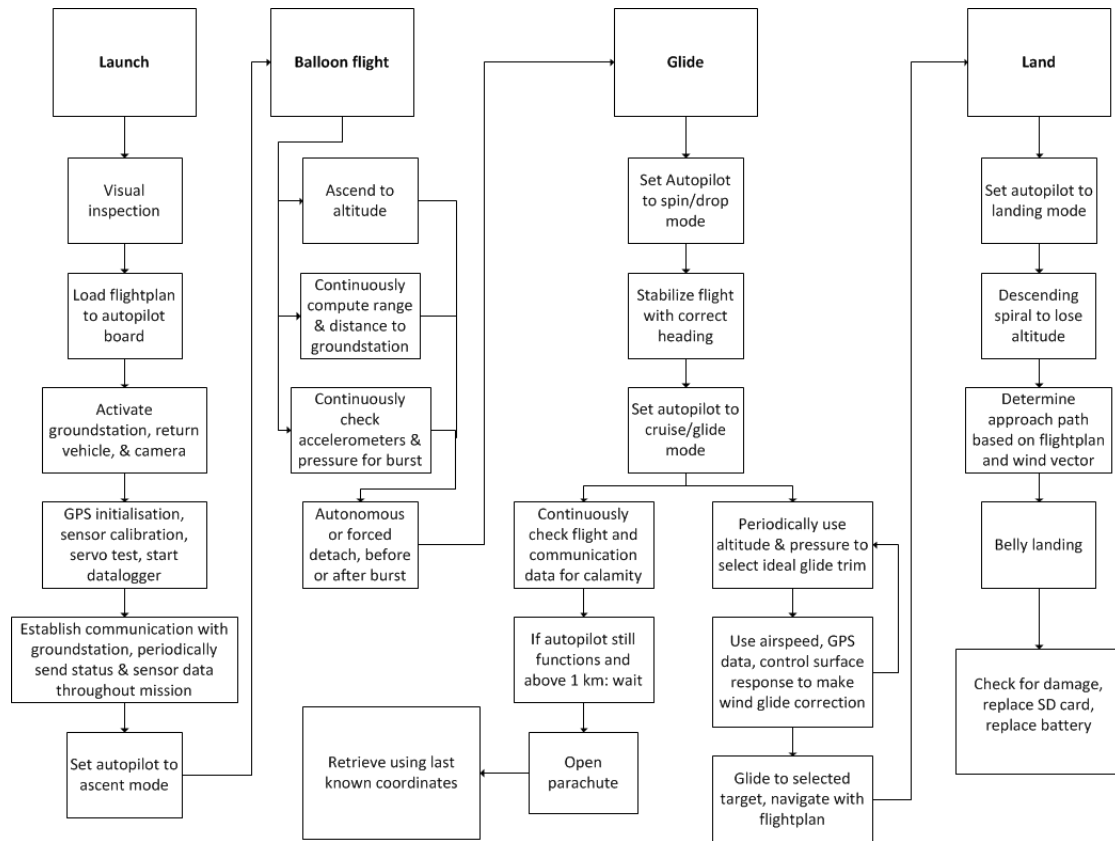 Launch
Visual
inspection
Load flightplan
to autopilot
board
Activate
groundstation, return
vehicle, & camera
GPS initialisation,
sensor calibration,
servo test, start
datalogger
Establish communication with
groundstation, periodically
send status & sensor data
throughout mission
Set autopilot to
ascent mode
Balloon flight
Ascend to
altitude
Continuously
compute range
& distance to
groundstation
Continuously
check
accelerometers &
pressure for burst
Autonomous
or forced
detach, before
or after burst
Glide
Set Autopilot
to spin/drop
mode
Stabilize flight
with correct
heading
Set autopilot to
cruise/glide
mode
Continuously
check flight and
communication
data for calamity
If autopilot still
functions and
above 1 km: wait
Open
parachute
Retrieve using last
known coordinates
Periodically use
altitude & pressure to
select ideal glide trim
Use airspeed, GPS
data, control surface
response to make
wind glide correction
Glide to selected
target, navigate with
flightplan
Land
Set autopilot to
landing mode
Descending
spiral to lose
altitude
Determine
approach path
based on flightplan
and wind vector
Belly landing
Check for damage,
replace SD card,
replace battery